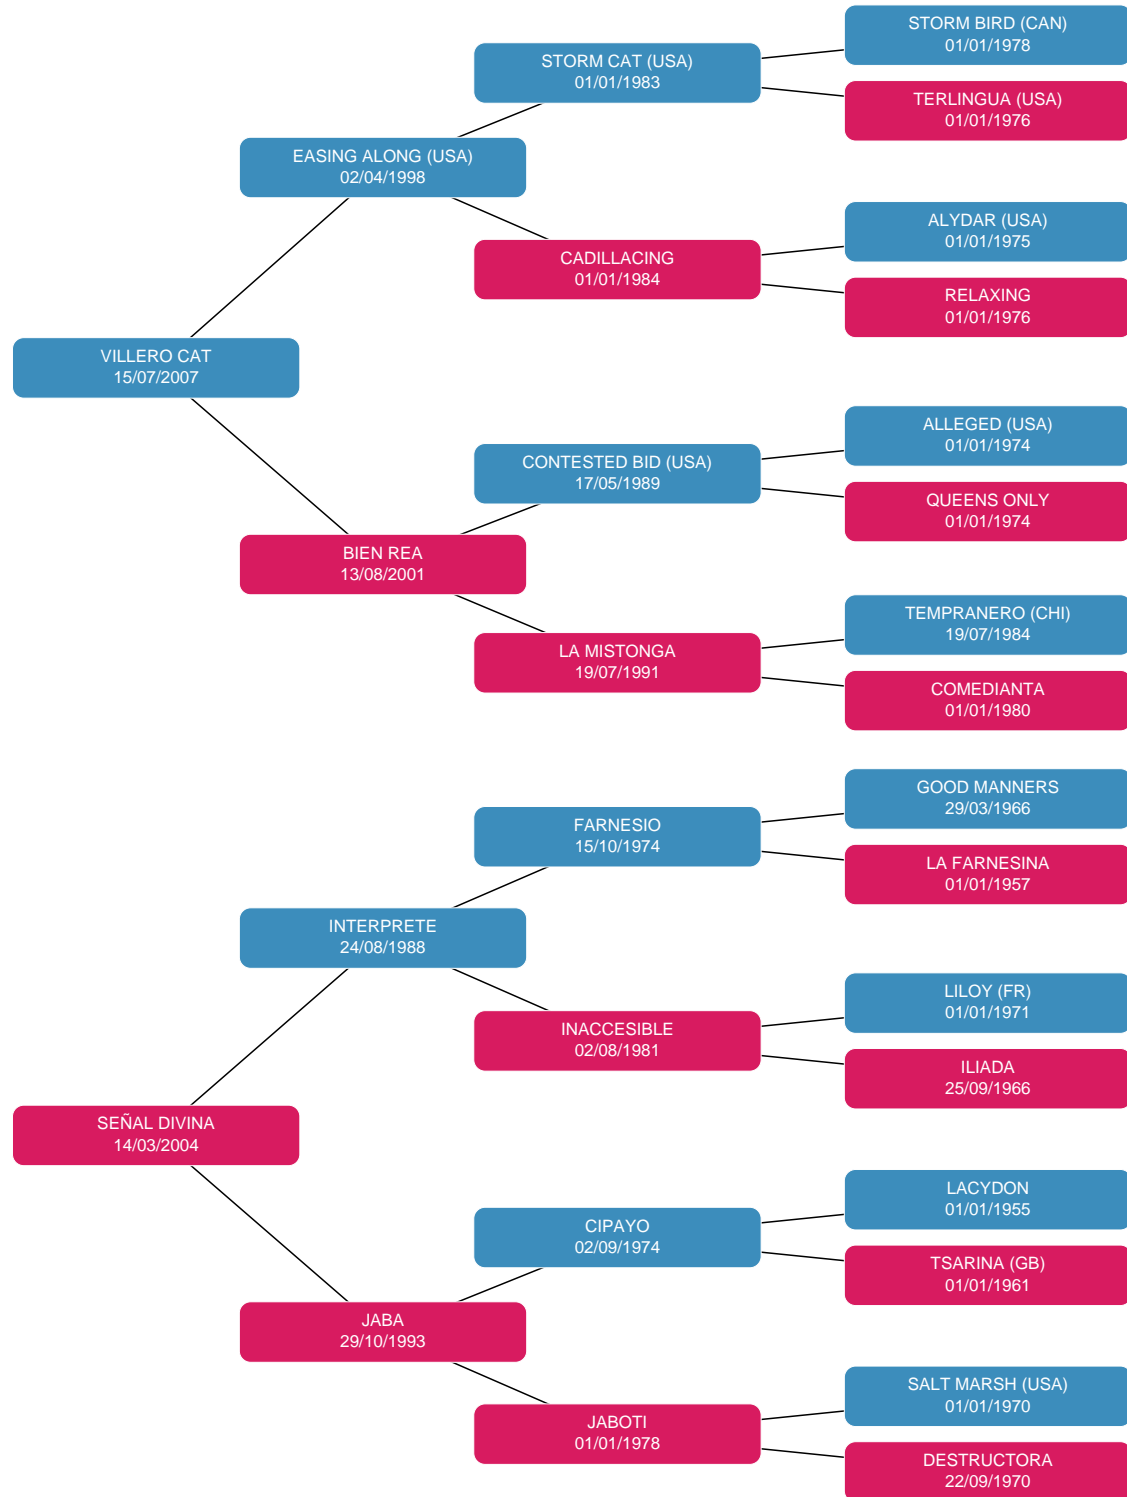 STORM BIRD (CAN)
01/01/1978
STORM CAT (USA)
01/01/1983
TERLINGUA (USA)
01/01/1976
EASING ALONG (USA)
02/04/1998
ALYDAR (USA)
01/01/1975
CADILLACING
01/01/1984
RELAXING
01/01/1976
VILLERO CAT
15/07/2007
ALLEGED (USA)
01/01/1974
CONTESTED BID (USA)
17/05/1989
QUEENS ONLY
01/01/1974
BIEN REA
13/08/2001
TEMPRANERO (CHI)
19/07/1984
LA MISTONGA
19/07/1991
COMEDIANTA
01/01/1980
GOOD MANNERS
29/03/1966
FARNESIO
15/10/1974
LA FARNESINA
01/01/1957
INTERPRETE
24/08/1988
LILOY (FR)
01/01/1971
INACCESIBLE
02/08/1981
ILIADA
25/09/1966
SEÑAL DIVINA
14/03/2004
LACYDON
01/01/1955
CIPAYO
02/09/1974
TSARINA (GB)
01/01/1961
JABA
29/10/1993
SALT MARSH (USA)
01/01/1970
JABOTI
01/01/1978
DESTRUCTORA
22/09/1970